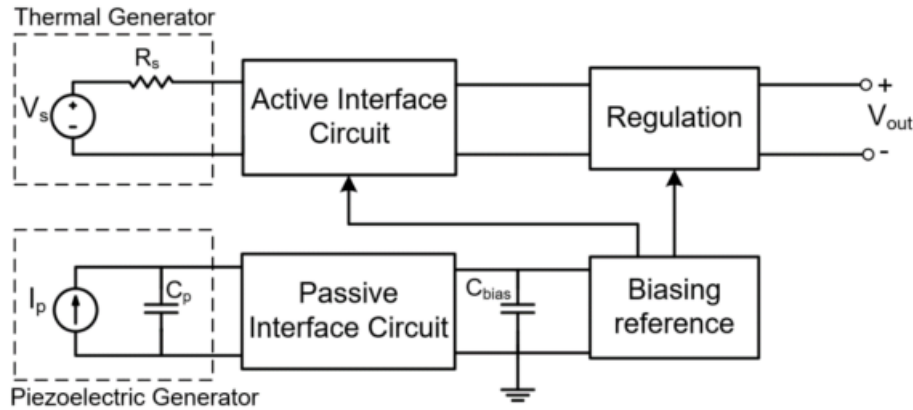 Thermal Generator
Rs
Vs
+
-
Active Interface
Circuit
Regulation
+
Vout
-
Ip
Cp
Passive
Interface Circuit
Cbias
Biasing
reference
Piezoelectric Generator